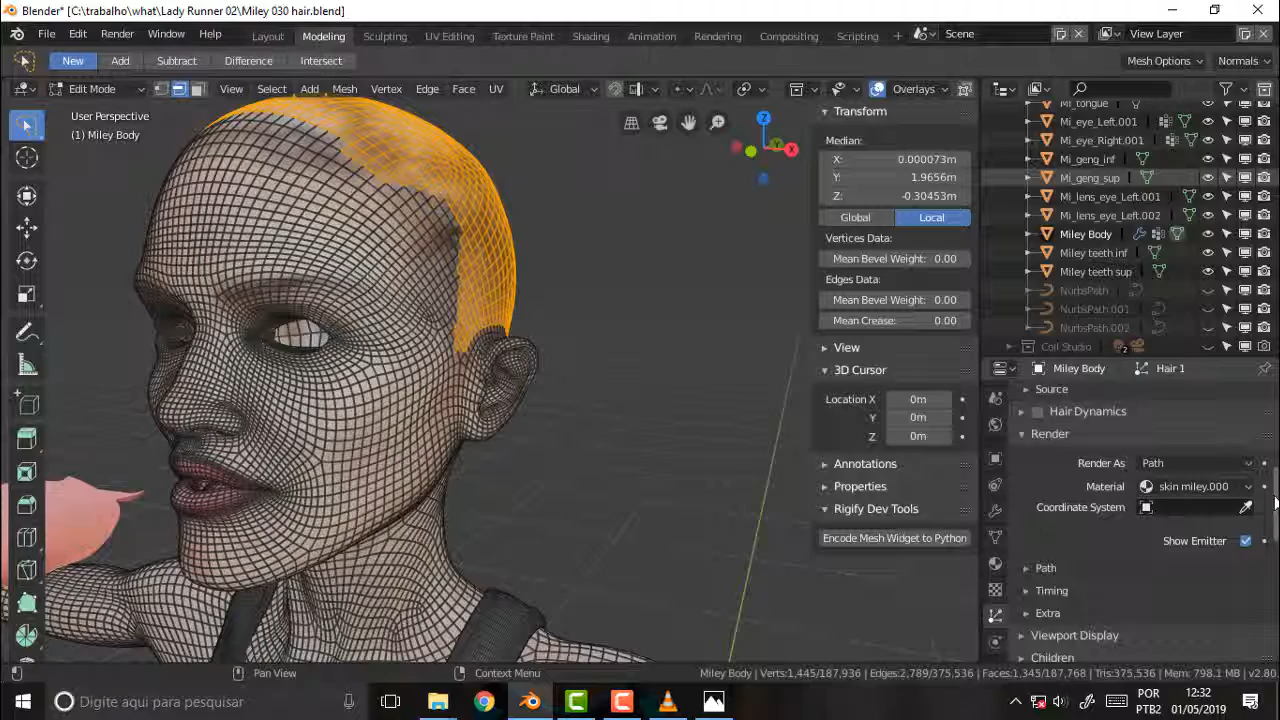 Blender* [C:\trabalho\what\Lady Runner 02\Miley 030 hair.blend]
File Edit Render Window Help Layout Modeling Sculpting UV Editing Texture Paint Shading Animation Rendering Compositing Scripting + Scene View Layer
New Add Subtract Difference Intersect Mesh Options Normals
Edit Mode View Select Add Mesh Vertex Edge Face UV Global Overlays
User Perspective
(1) Miley Body
Z
Y
X
Transform
Median:
X: 0.000073m
Y: 1.9656m
Z: -0.30453m
Global Local
Vertices Data:
Mean Bevel Weight: 0.00
Edges Data:
Mean Bevel Weight: 0.00
Mean Crease: 0.00
View
3D Cursor
Location X 0m
Y 0m
Z 0m
Annotations
Properties
Rigify Dev Tools
Encode Mesh Widget to Python
Mi_tongue
Mi_eye_Left.001
Mi_eye_Right.001
Mi_geng_inf
Mi_geng_sup
Mi_lens_eye_Left.001
Mi_lens_eye_Left.002
Miley Body
Miley teeth inf
Miley teeth sup
NurbsPath
NurbsPath.001
NurbsPath.002
Coil Studio 2
Miley Body Hair 1
Source
Hair Dynamics
Render
Render As Path
Material skin miley.000
Coordinate System
Show Emitter
Path
Timing
Extra
Viewport Display
Children
Pan View Context Menu Miley Body | Verts:1,445/187,936 | Edges:2,789/375,536 | Faces:1,345/187,768 | Tris:375,536 | Mem: 798.1 MB | v2.80
Digite aqui para pesquisar
POR
PTB2
12:32
01/05/2019